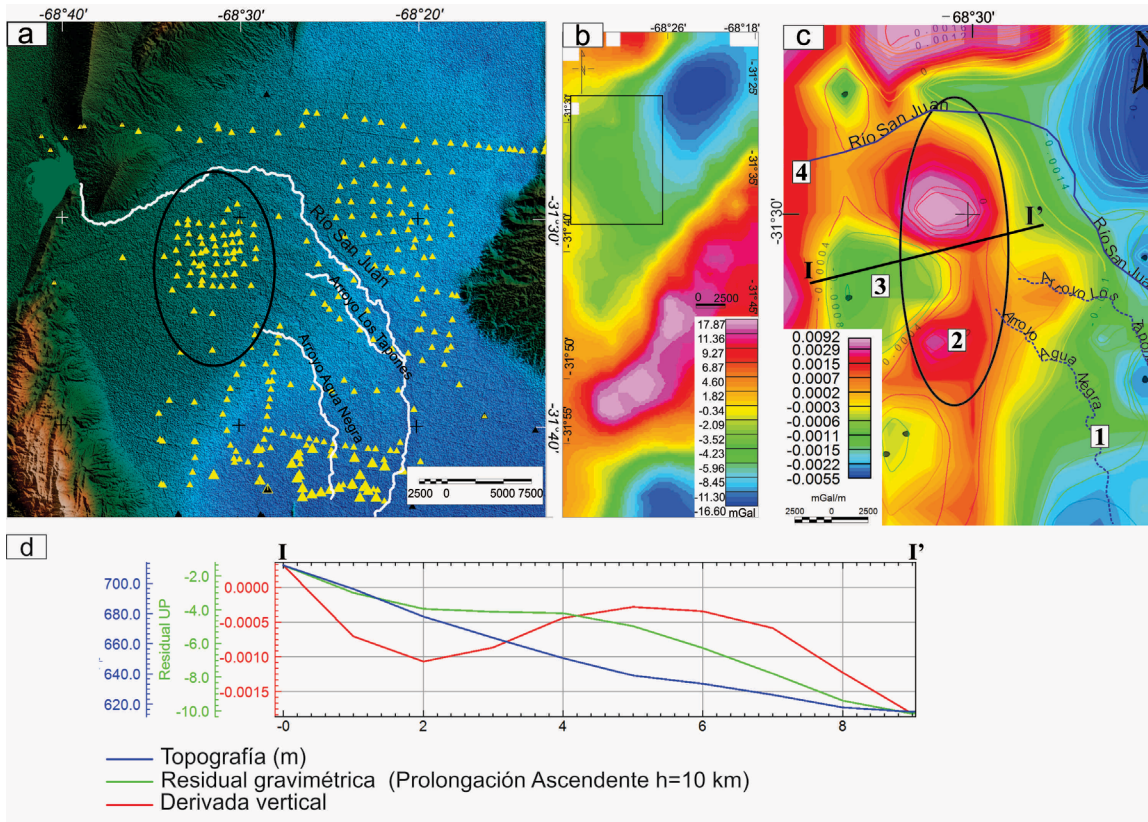 a
-68°40'
-68°30'
-68°20'
Río San Juan
Arroyo Los Tapones
Arroyo Agua Negra
-31°30'
-31°40'
2500 0 2500 5000 7500
b
-68°26'
-68°18'
-31°25'
-31°30'
-31°35'
-31°40'
-31°45'
-31°50'
-31°55'
0 2500
17.87
11.36
9.27
6.87
4.60
1.82
-0.34
-3.09
-4.52
-5.96
-8.45
-11.30
-16.60
mGal
c
-68°30'
N
Río San Juan
4
-31°30'
I
I'
3
2
1
Río San Juan
Arroyo Los
Arroyo Agua Negra
0.0092
0.0029
0.0015
0.0007
-0.0003
-0.0006
-0.0011
-0.0015
-0.0022
-0.0055
mGal/m
2500 0 2500
d
I
I'
700.0
680.0
660.0
640.0
620.0
Residual UP
-2.0
-4.0
-6.0
-8.0
-10.0
0.0000
-0.0005
-0.0010
-0.0015
-0 2 4 6 8
Topografía (m)
Residual gravimétrica (Prolongación Ascendente h=10 km)
Derivada vertical